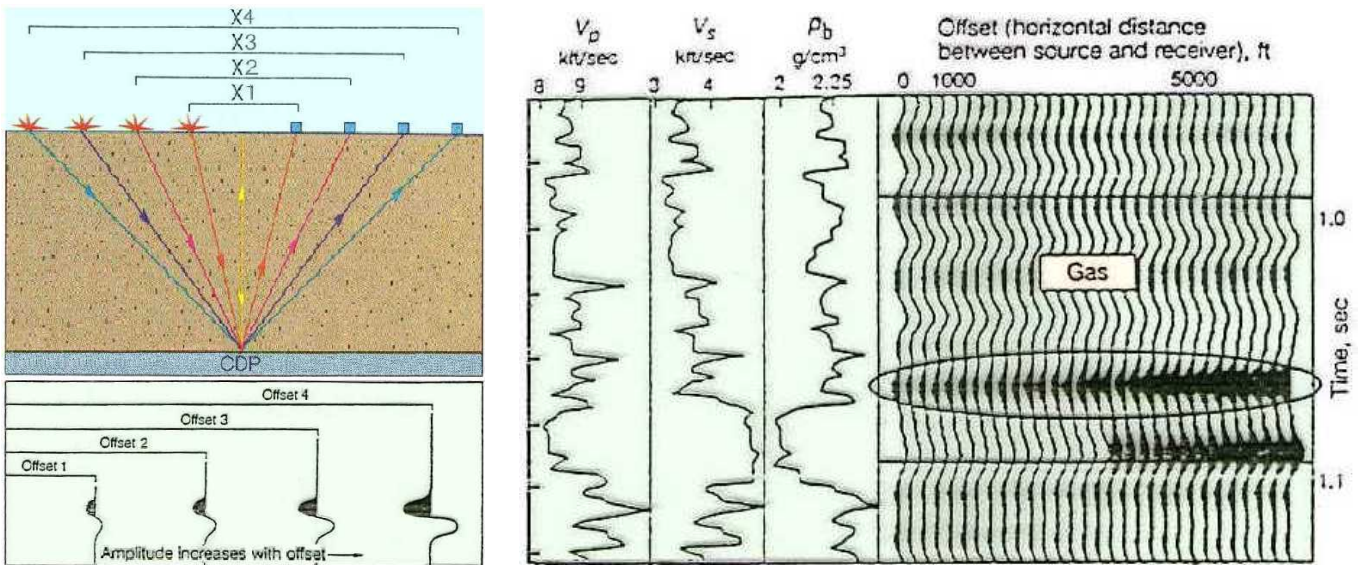 X4
X3
X2
X1
CDP
Offset 4
Offset 3
Offset 2
Offset 1
Amplitude increases with offset
Vp
kft/sec
8 9
Vs
kft/sec
3 4
ρb
g/cm³
2 2.25
Offset (horizontal distance
between source and receiver), ft
0 1000 5000
1.0
Gas
Time, sec
1.1